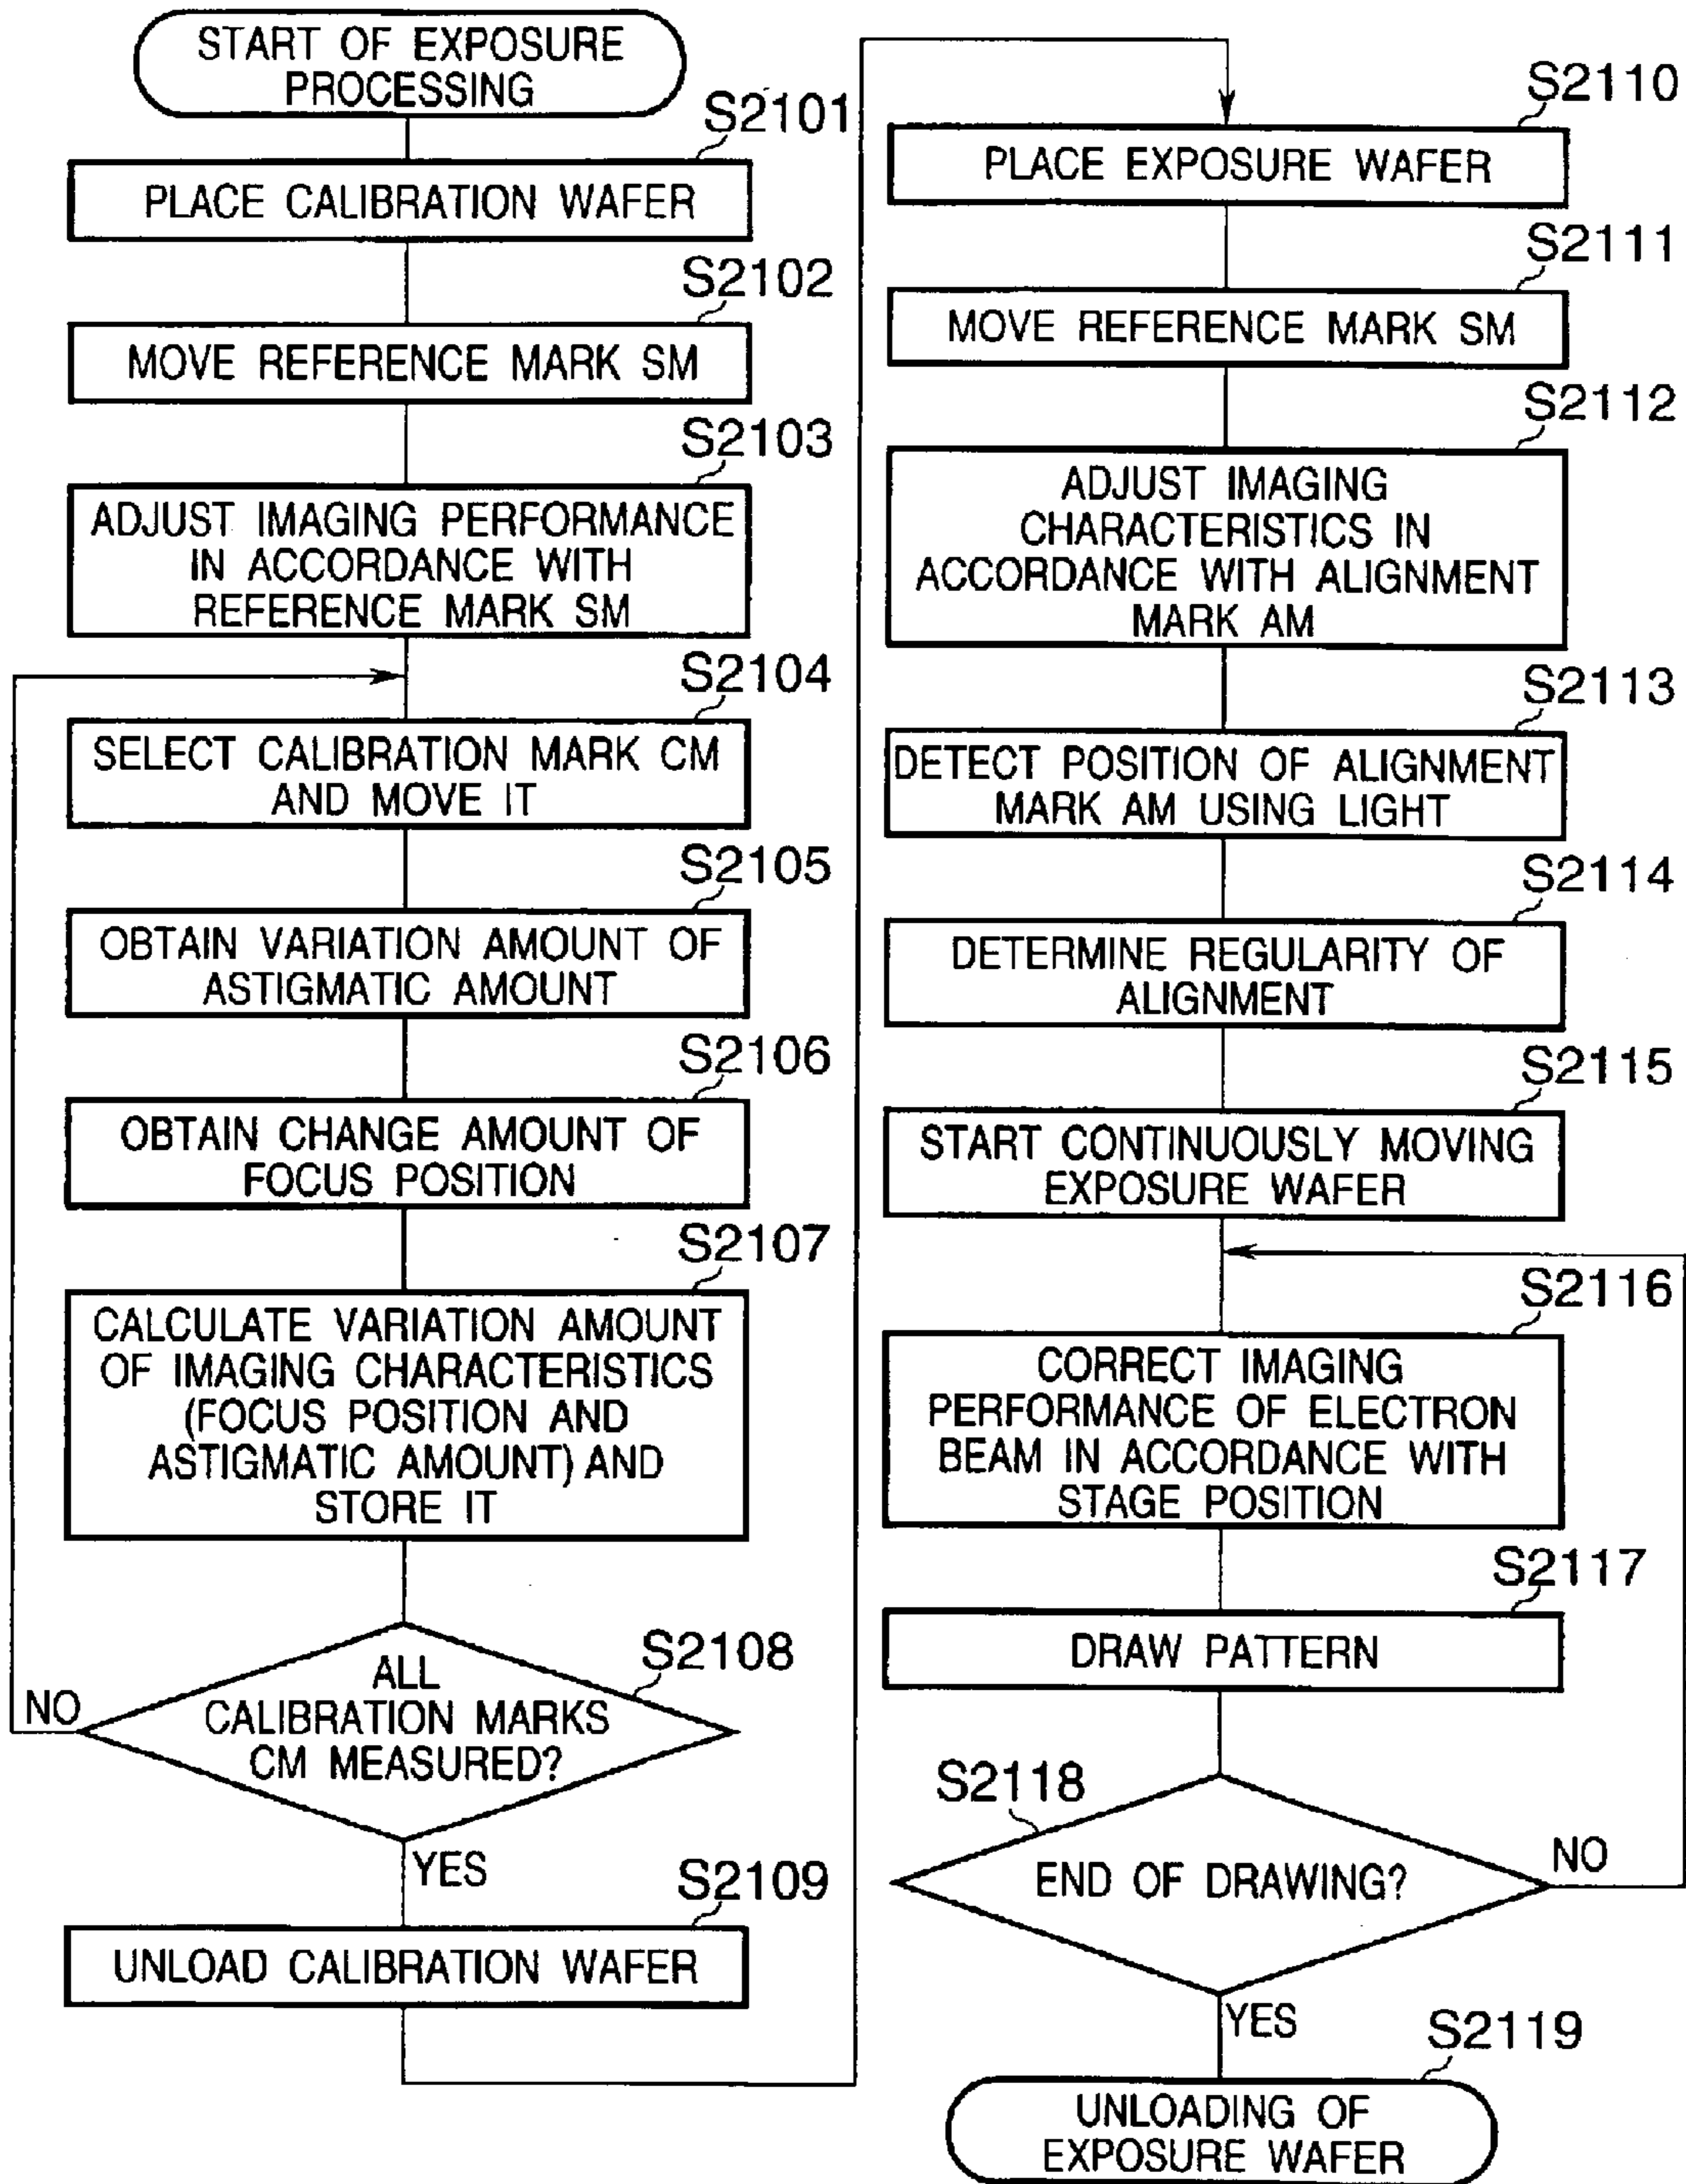 START OF EXPOSURE
PROCESSING
S2101
PLACE CALIBRATION WAFER
S2102
MOVE REFERENCE MARK SM
S2103
ADJUST IMAGING PERFORMANCE
IN ACCORDANCE WITH
REFERENCE MARK SM
S2104
SELECT CALIBRATION MARK CM
AND MOVE IT
S2105
OBTAIN VARIATION AMOUNT OF
ASTIGMATIC AMOUNT
S2106
OBTAIN CHANGE AMOUNT OF
FOCUS POSITION
S2107
CALCULATE VARIATION AMOUNT
OF IMAGING CHARACTERISTICS
(FOCUS POSITION AND
ASTIGMATIC AMOUNT) AND
STORE IT
S2108
ALL
CALIBRATION MARKS
CM MEASURED?
NO
YES
S2109
UNLOAD CALIBRATION WAFER
S2110
PLACE EXPOSURE WAFER
S2111
MOVE REFERENCE MARK SM
S2112
ADJUST IMAGING
CHARACTERISTICS IN
ACCORDANCE WITH ALIGNMENT
MARK AM
S2113
DETECT POSITION OF ALIGNMENT
MARK AM USING LIGHT
S2114
DETERMINE REGULARITY OF
ALIGNMENT
S2115
START CONTINUOUSLY MOVING
EXPOSURE WAFER
S2116
CORRECT IMAGING
PERFORMANCE OF ELECTRON
BEAM IN ACCORDANCE WITH
STAGE POSITION
S2117
DRAW PATTERN
S2118
END OF DRAWING?
NO
YES
S2119
UNLOADING OF
EXPOSURE WAFER